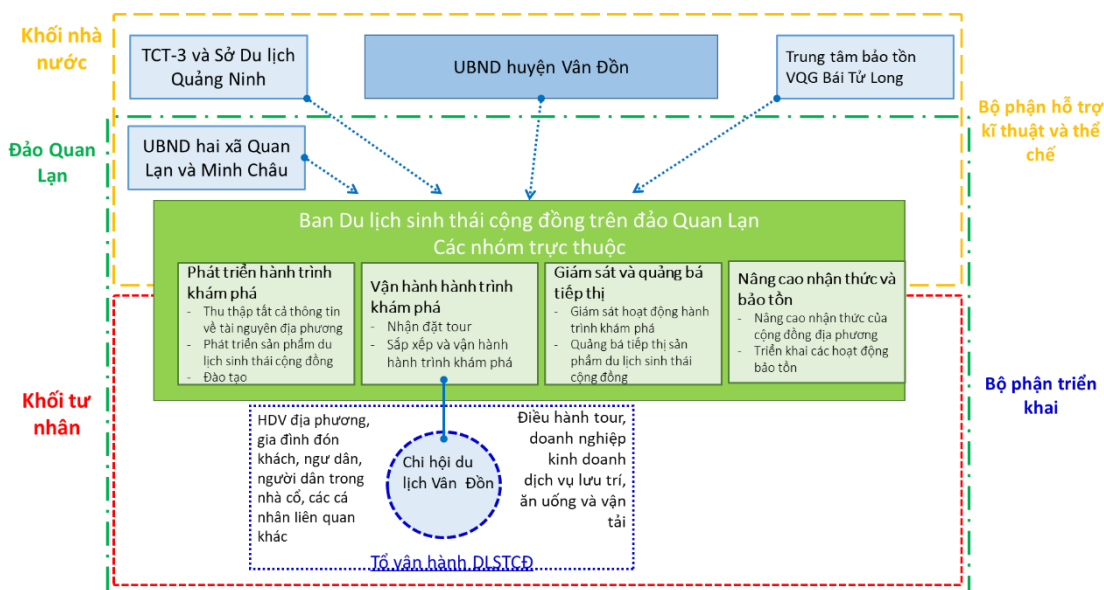 Khối nhà
nước
TCT-3 và Sở Du lịch
Quảng Ninh
UBND huyện Vân Đồn
Trung tâm bảo tồn
VQG Bái Tử Long
Bộ phận hỗ trợ
kĩ thuật và thể
chế
Đảo Quan
Lạn
UBND hai xã Quan
Lạn và Minh Châu
Ban Du lịch sinh thái cộng đồng trên đảo Quan Lạn
Các nhóm trực thuộc
Phát triển hành trình
khám phá
- Thu thập tất cả thông tin
về tài nguyên địa phương
- Phát triển sản phẩm du
lịch sinh thái cộng đồng
- Đào tạo
Vận hành hành trình
khám phá
- Nhận đặt tour
- Sắp xếp và vận hành
hành trình khám phá
Giám sát và quảng bá
tiếp thị
- Giám sát hoạt động hành
trình khám phá
- Quảng bá tiếp thị sản
phẩm du lịch sinh thái
cộng đồng
Nâng cao nhận thức và
bảo tồn
- Nâng cao nhận thức của
cộng đồng địa phương
- Triển khai các hoạt động
bảo tồn
Khối tư
nhân
Bộ phận triển
khai
HDV địa phương,
gia đình đón
khách, ngư dân,
người dân trong
nhà cổ, các cá
nhân liên quan
khác
Chi hội du
lịch Vân Đồn
Điều hành tour,
doanh nghiệp
kinh doanh
dịch vụ lưu trí,
ăn uống và vận
tải
Tổ vận hành DLSTCĐ